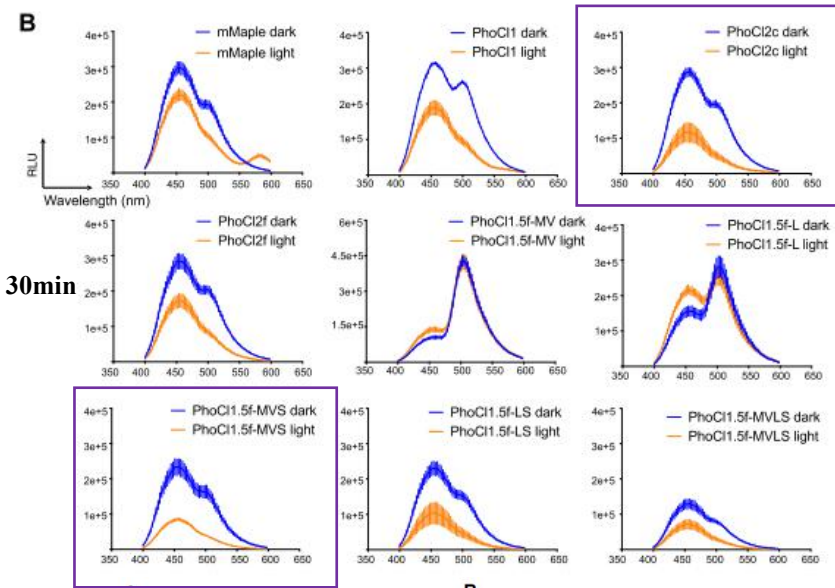 B
mMaple dark
mMaple light
4e+5
3e+5
2e+5
1e+5
350 400 450 500 550 600 650
RLU
Wavelength (nm)
PhoCl1 dark
PhoCl1 light
4e+5
3e+5
2e+5
1e+5
350 400 450 500 550 600 650
PhoCl2c dark
PhoCl2c light
4e+5
3e+5
2e+5
1e+5
350 400 450 500 550 600 650
30min
PhoCl2f dark
PhoCl2f light
4e+5
3e+5
2e+5
1e+5
350 400 450 500 550 600 650
PhoCl1.5f-MV dark
PhoCl1.5f-MV light
6e+5
4.5e+5
3e+5
1.5e+5
350 400 450 500 550 600 650
PhoCl1.5f-L dark
PhoCl1.5f-L light
4e+5
3e+5
2e+5
1e+5
350 400 450 500 550 600 650
PhoCl1.5f-MVS dark
PhoCl1.5f-MVS light
4e+5
3e+5
2e+5
1e+5
350 400 450 500 550 600 650
PhoCl1.5f-LS dark
PhoCl1.5f-LS light
4e+5
3e+5
2e+5
1e+5
350 400 450 500 550 600 650
PhoCl1.5f-MVLS dark
PhoCl1.5f-MVLS light
4e+5
3e+5
2e+5
1e+5
350 400 450 500 550 600 650